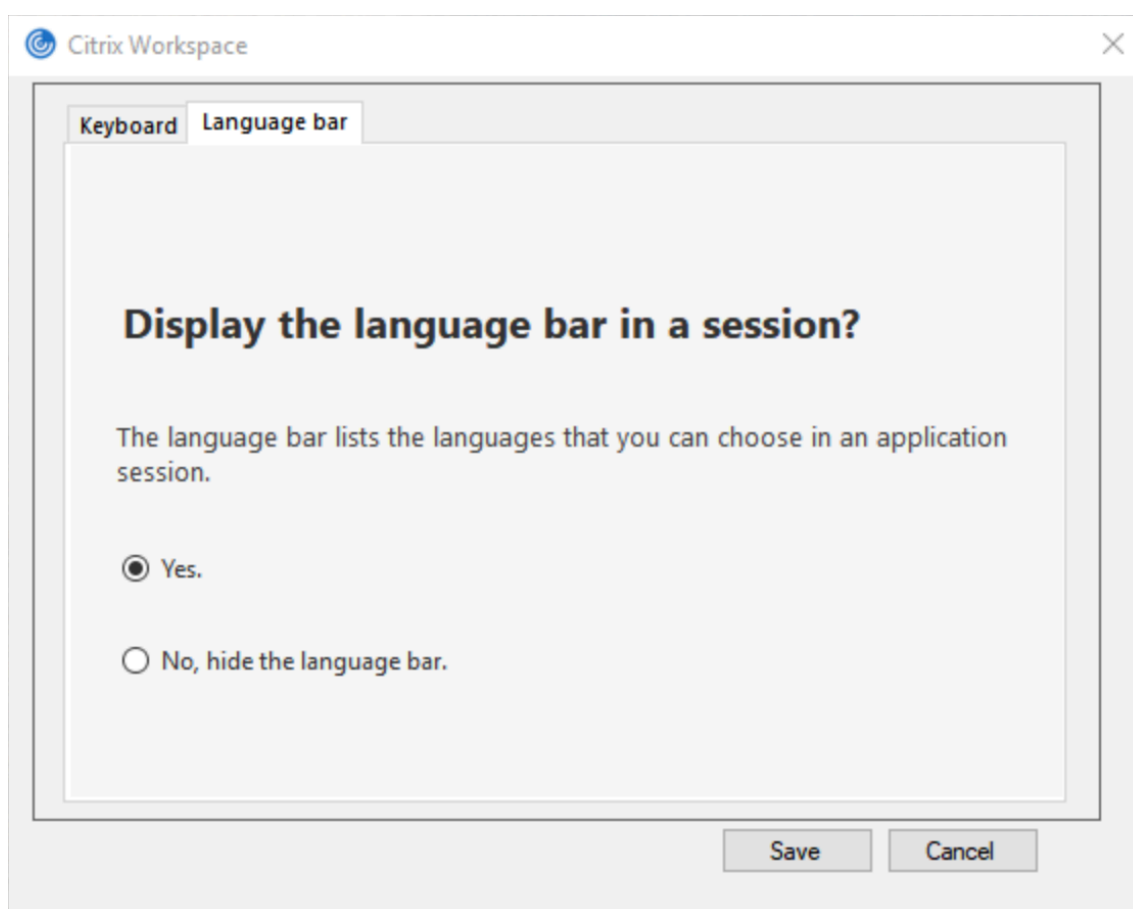 Citrix Workspace
Keyboard Language bar
Display the language bar in a session?
The language bar lists the languages that you can choose in an application
session.
Yes.
No, hide the language bar.
Save Cancel